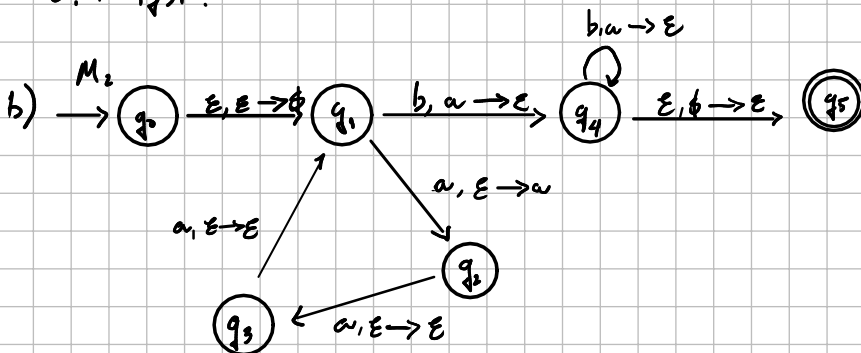 b, a → ε
b) M₂ q₀ ε, ε → ϕ q₁ b, a → ε q₄ ε, ϕ → ε q₅
a, ε → a
a, ε → ε
q₂
q₃ a, ε → ε